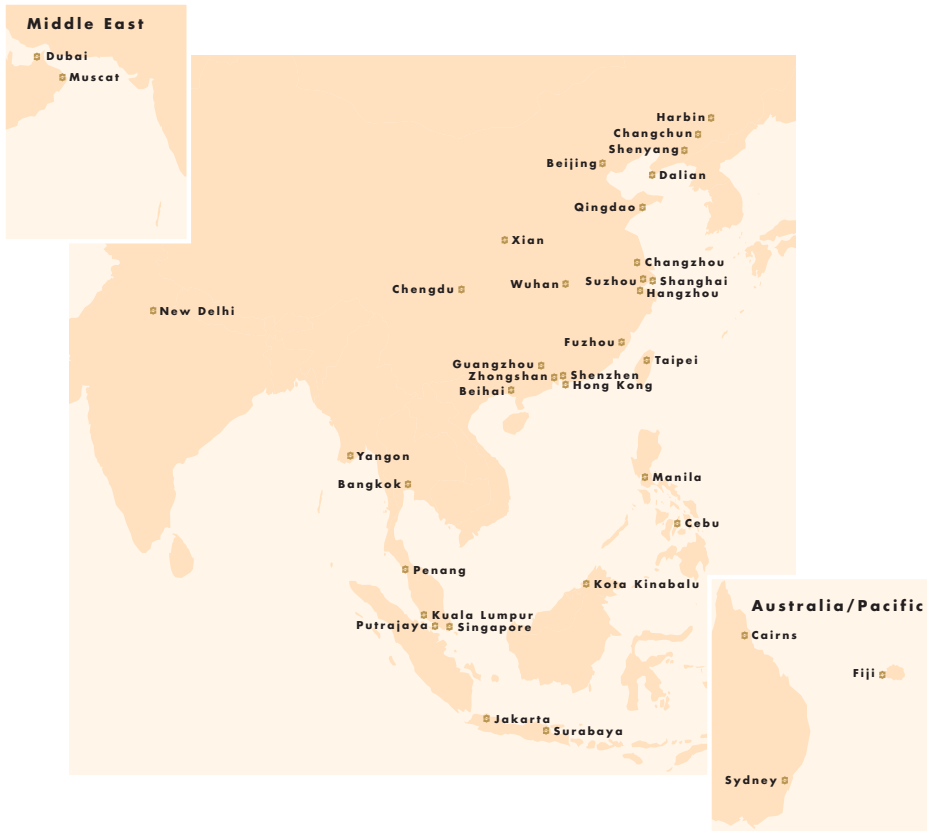 Middle East
Dubai
Muscat
Harbin
Changchun
Shenyang
Beijing
Dalian
Qingdao
Xian
Changzhou
Suzhou
Shanghai
Wuhan
Chengdu
Hangzhou
New Delhi
Fuzhou
Taipei
Guangzhou
Zhongshan
Shenzhen
Hong Kong
Beihai
Yangon
Manila
Bangkok
Cebu
Penang
Kota Kinabalu
Kuala Lumpur
Putrajaya
Singapore
Jakarta
Surabaya
Australia/Pacific
Cairns
Fiji
Sydney